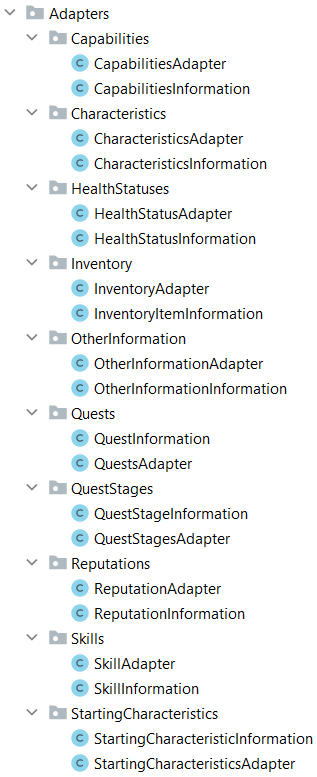 Adapters
Capabilities
C CapabilitiesAdapter
C CapabilitiesInformation
Characteristics
C CharacteristicsAdapter
C CharacteristicsInformation
HealthStatuses
C HealthStatusAdapter
C HealthStatusInformation
Inventory
C InventoryAdapter
C InventoryItemInformation
OtherInformation
C OtherInformationAdapter
C OtherInformationInformation
Quests
C QuestInformation
C QuestsAdapter
QuestStages
C QuestStageInformation
C QuestStagesAdapter
Reputations
C ReputationAdapter
C ReputationInformation
Skills
C SkillAdapter
C SkillInformation
StartingCharacteristics
C StartingCharacteristicInformation
C StartingCharacteristicsAdapter